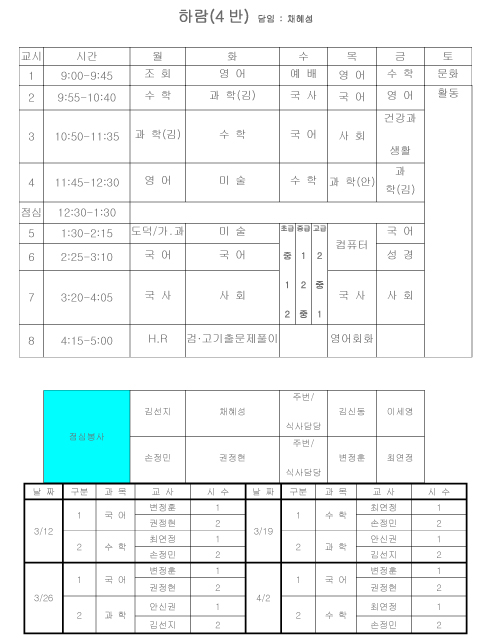 하람(4 반) 담임 : 채혜성
교시 시간 월 화 수 목 금 토
1 9:00-9:45 조 회 영 어 예 배 영 어 수 학 문화
2 9:55-10:40 수 학 과 학(김) 국 사 국 어 영 어 활동
3 10:50-11:35 과 학(김) 수 학 국 어 사 회 건강과
생활
4 11:45-12:30 영 어 미 술 수 학 과 학(안) 과
학(김)
점심 12:30-1:30
5 1:30-2:15 도덕/가.과 미 술 초급 중급 고급 컴퓨터 국 어
6 2:25-3:10 국 어 국 어 중 1 2 성 경
7 3:20-4:05 국 사 사 회 1 2 중 국 사 사 회
2 중 1
8 4:15-5:00 H.R 검·고기출문제풀이 영어회화
점심봉사 김선지 채혜성 주번/
식사담당 김신동 이세영
손정민 권정현 주번/
식사담당 변정훈 최연정
날 짜 구분 과 목 교 사 시 수 날 짜 구분 과 목 교 사 시 수
3/12 1 국 어 변정훈 1 3/19 1 수 학 최연정 1
권정현 2 손정민 2
2 수 학 최연정 1 2 과 학 안신권 1
손정민 2 김선지 2
3/26 1 국 어 변정훈 1 4/2 1 국 어 변정훈 1
권정현 2 권정현 2
2 과 학 안신권 1 2 수 학 최연정 1
김선지 2 손정민 2